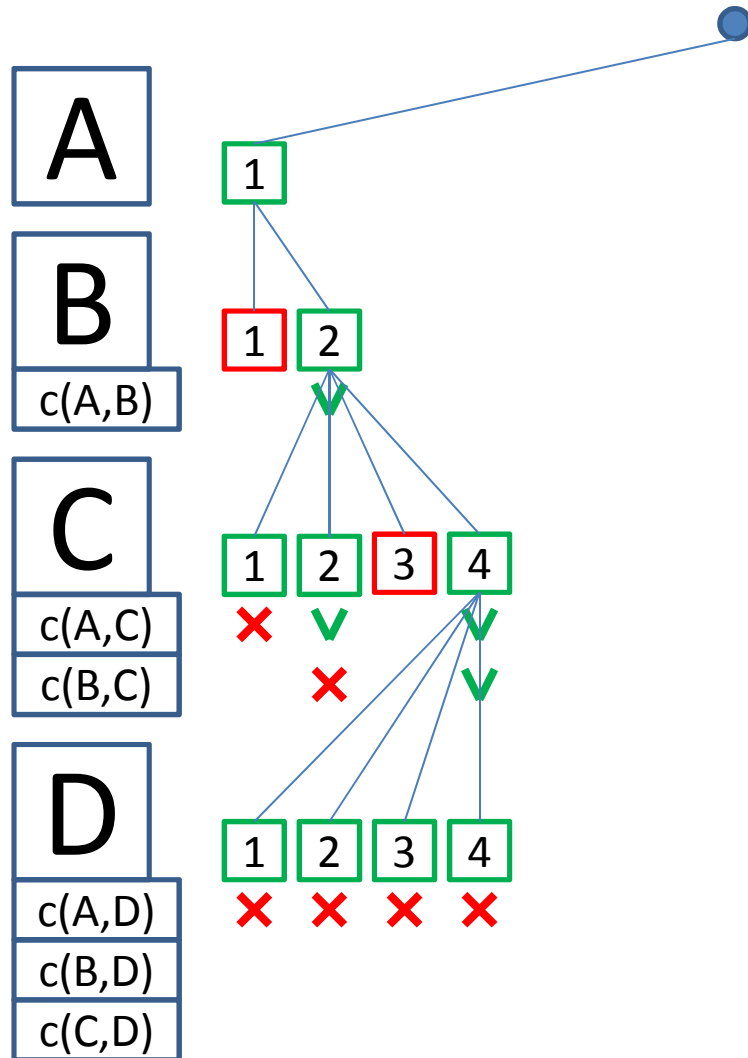 A
1
B
1 2
c(A,B)
C
1 2 3 4
c(A,C)
c(B,C)
D
1 2 3 4
c(A,D)
c(B,D)
c(C,D)